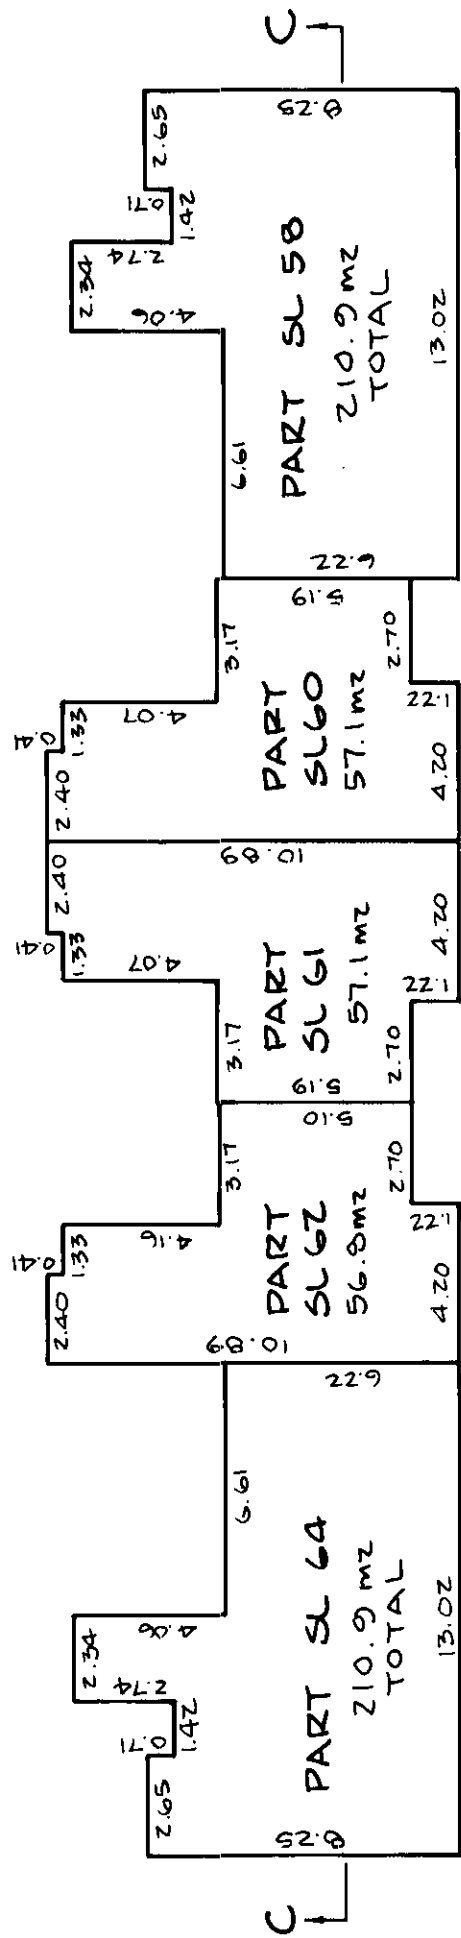 C
2.65
0.71
1.42
2.74
2.34
4.06
6.61
8.25
PART SL 64
210.9 m2
TOTAL
13.02
6.22
2.40
0.41
1.33
4.16
3.17
10.89
PART
SL 62
56.8 m2
5.10
4.20
1.22
2.70
3.17
4.07
1.33
0.41
2.40
5.19
PART
SL 61
57.1 m2
2.70
1.22
4.20
10.89
2.40
0.41
1.33
4.07
3.17
PART
SL60
57.1 m2
5.19
4.20
1.22
2.70
6.22
6.61
4.06
2.34
2.74
1.42
0.71
2.65
PART SL 58
210.9 m2
TOTAL
13.02
8.25
C